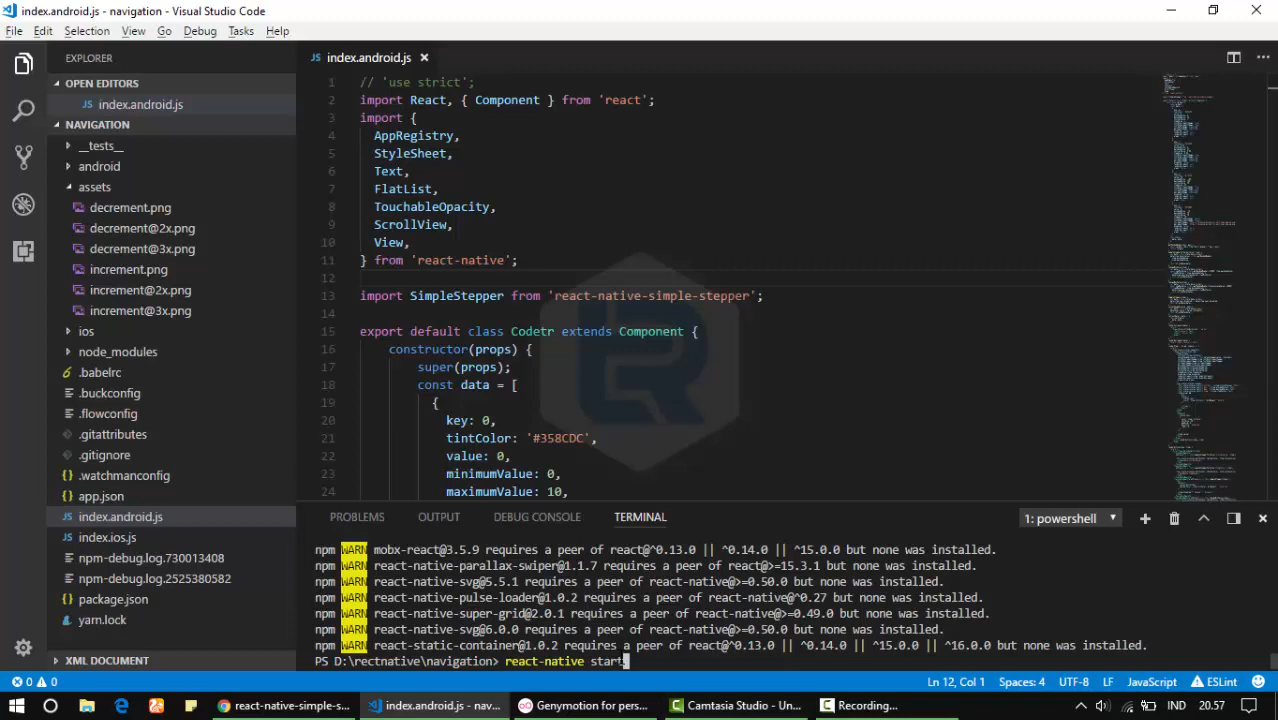 index.android.js - navigation - Visual Studio Code
File Edit Selection View Go Debug Tasks Help
EXPLORER
JS index.android.js
OPEN EDITORS
JS index.android.js
NAVIGATION
__tests__
android
assets
decrement.png
decrement@2x.png
decrement@3x.png
increment.png
increment@2x.png
increment@3x.png
ios
node_modules
.babelrc
.buckconfig
.flowconfig
.gitattributes
.gitignore
.watchmanconfig
app.json
JS index.android.js
JS index.ios.js
npm-debug.log.730013408
npm-debug.log.2525380582
package.json
yarn.lock
XML DOCUMENT
1 // 'use strict';
2 import React, { Component } from 'react';
3 import {
4 AppRegistry,
5 StyleSheet,
6 Text,
7 FlatList,
8 TouchableOpacity,
9 ScrollView,
10 View,
11 } from 'react-native';
12
13 import SimpleStepper from 'react-native-simple-stepper';
14
15 export default class Codetr extends Component {
16 constructor(props) {
17 super(props);
18 const data = [
19 {
20 key: 0,
21 tintColor: '#358CDC',
22 value: 0,
23 minimumValue: 0,
24 maximumValue: 10,
PROBLEMS OUTPUT DEBUG CONSOLE TERMINAL 1: powershell
npm WARN mobx-react@3.5.9 requires a peer of react@^0.13.0 || ^0.14.0 || ^15.0.0 but none was installed.
npm WARN react-native-parallax-swiper@1.1.7 requires a peer of react@>=15.3.1 but none was installed.
npm WARN react-native-svg@5.5.1 requires a peer of react-native@>=0.50.0 but none was installed.
npm WARN react-native-pulse-loader@1.0.2 requires a peer of react-native@^0.27 but none was installed.
npm WARN react-native-super-grid@2.0.1 requires a peer of react-native@>=0.49.0 but none was installed.
npm WARN react-native-svg@6.0.0 requires a peer of react-native@>=0.50.0 but none was installed.
npm WARN react-static-container@1.0.2 requires a peer of react@^0.13.0 || ^0.14.0 || ^15.0.0 || ^16.0.0 but none was installed.
PS D:\rectnative\navigation> react-native start
0 0 Ln 12, Col 1 Spaces: 4 UTF-8 LF JavaScript ESLint
react-native-simple-s... index.android.js - nav... Genymotion for pers... Camtasia Studio - Un... Recording... IND 20.57